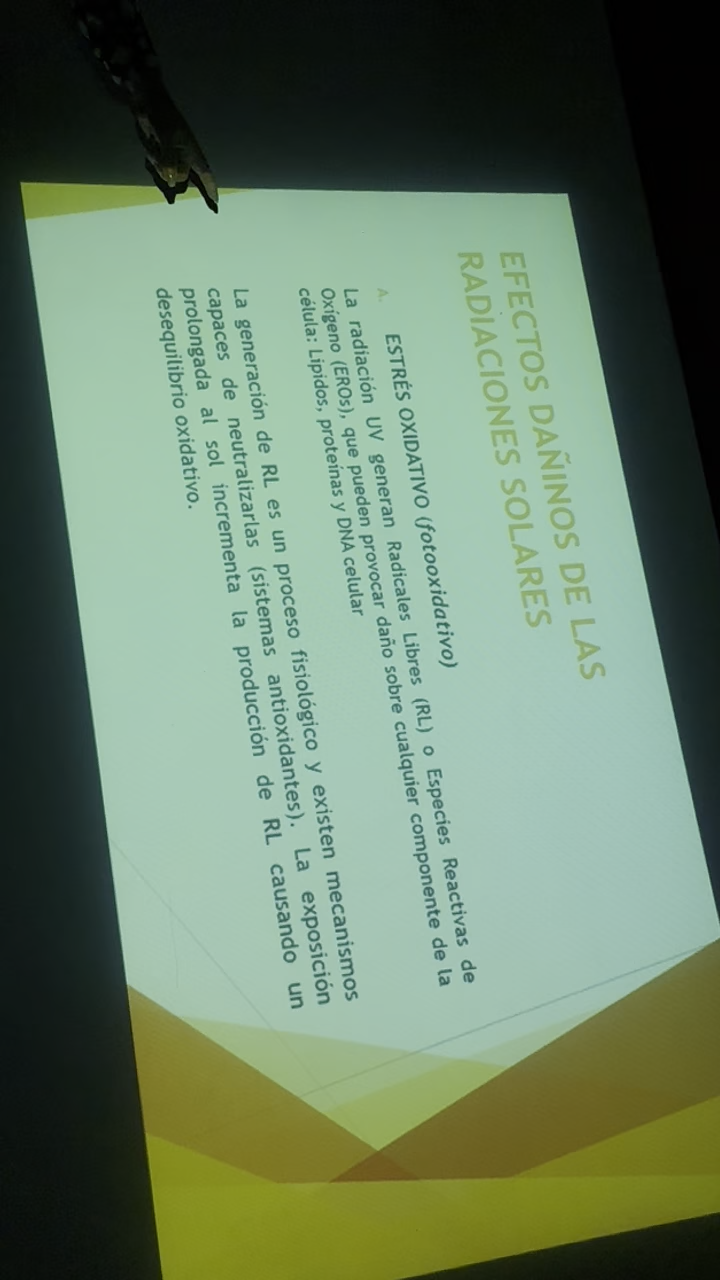 EFECTOS DAÑINOS DE LAS
RADIACIONES SOLARES
A. ESTRÉS OXIDATIVO (fotooxidativo)
La radiación UV generan Radicales Libres (RL) o Especies Reactivas de
Oxígeno (EROs), que pueden provocar daño sobre cualquier componente de la
célula: Lipidos, proteínas y DNA celular
La generación de RL es un proceso fisiológico y existen mecanismos
capaces de neutralizarlas (sistemas antioxidantes). La exposición
prolongada al sol incrementa la producción de RL causando un
desequilibrio oxidativo.